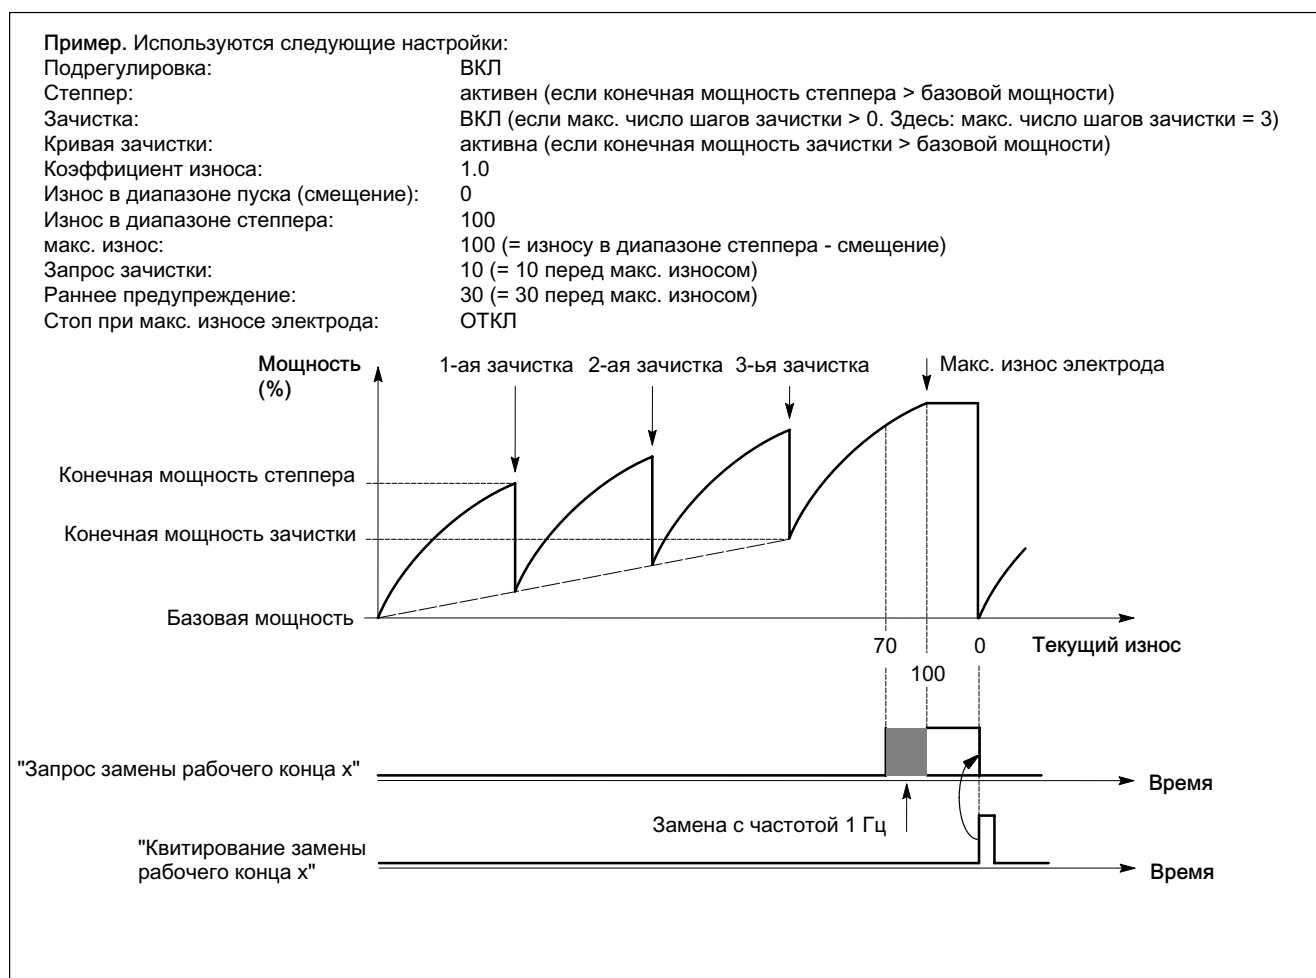 Пример. Используются следующие настройки:
Подрегулировка: ВКЛ
Степпер: активен (если конечная мощность степпера > базовой мощности)
Зачистка: ВКЛ (если макс. число шагов зачистки > 0. Здесь: макс. число шагов зачистки = 3)
Кривая зачистки: активна (если конечная мощность зачистки > базовой мощности)
Коэффициент износа: 1.0
Износ в диапазоне пуска (смещение): 0
Износ в диапазоне степпера: 100
макс. износ: 100 (= износу в диапазоне степпера - смещение)
Запрос зачистки: 10 (= 10 перед макс. износом)
Раннее предупреждение: 30 (= 30 перед макс. износом)
Стоп при макс. износе электрода: ОТКЛ
Мощность
(%)
1-ая зачистка 2-ая зачистка 3-ья зачистка Макс. износ электрода
Конечная мощность степпера
Конечная мощность зачистки
Базовая мощность
70 0 Текущий износ
100
"Запрос замены рабочего конца x"
Время
Замена с частотой 1 Гц
"Квитирование замены
рабочего конца x"
Время